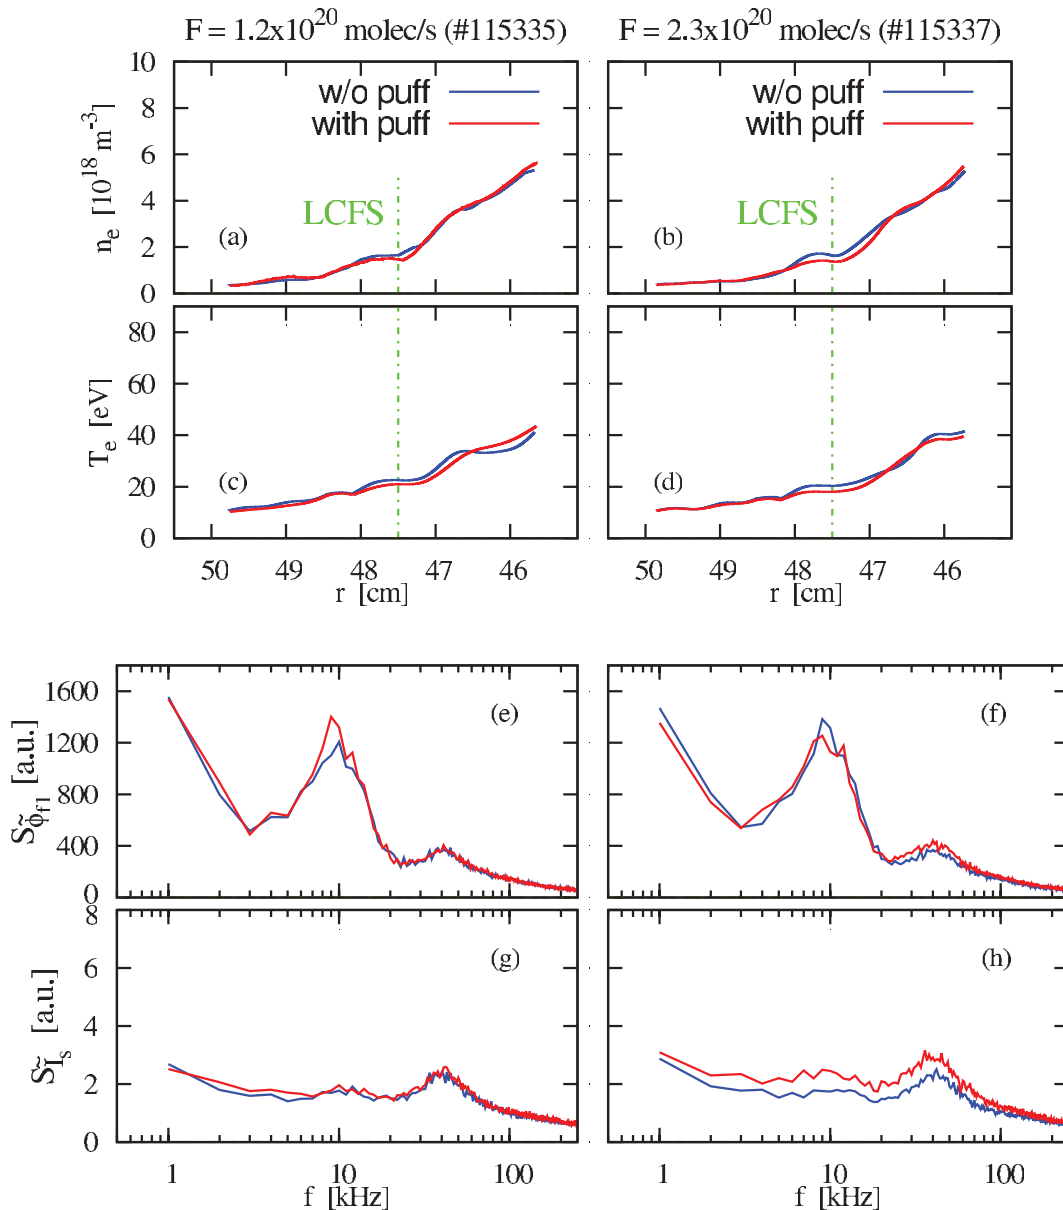 F = 1.2x10^20 molec/s (#115335) F = 2.3x10^20 molec/s (#115337)
n_e [10^18 m^-3]
10
8
6
4
2
0
w/o puff
with puff
LCFS
(a)
w/o puff
with puff
LCFS
(b)
T_e [eV]
80
60
40
20
0
(c)
(d)
50 49 48 47 46
r [cm]
50 49 48 47 46
r [cm]
S_φ̃fl [a.u.]
1600
1200
800
400
0
(e)
(f)
S_Ĩs [a.u.]
8
6
4
2
0
(g)
(h)
1 10 100
f [kHz]
1 10 100
f [kHz]